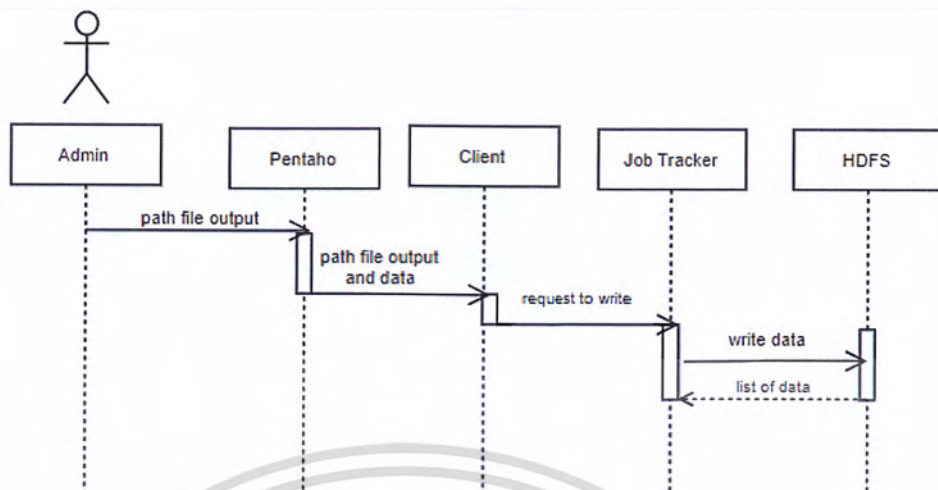 Admin
Pentaho
Client
Job Tracker
HDFS
path file output
path file output
and data
request to write
write data
list of data